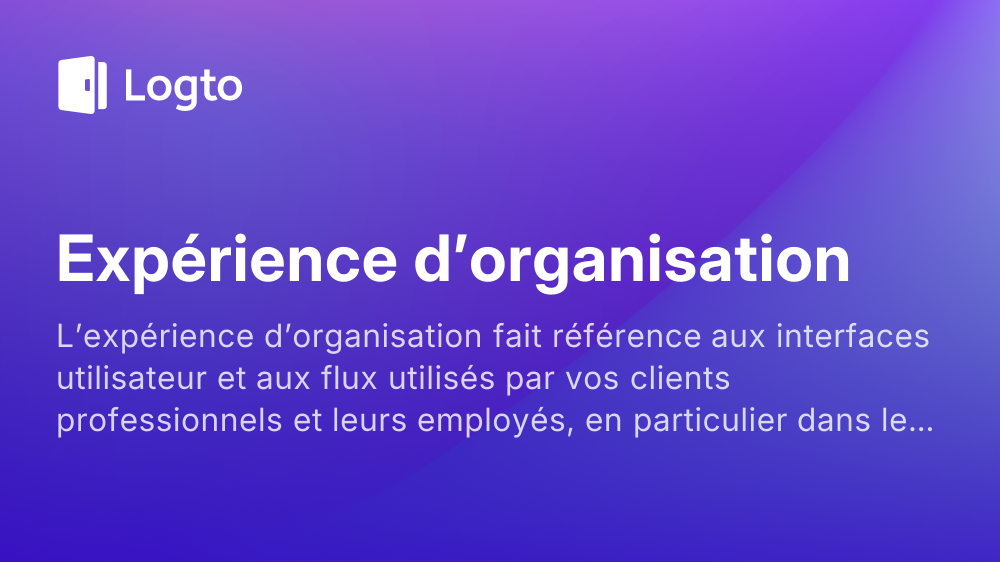 Logto
Expérience d’organisation
L’expérience d’organisation fait référence aux interfaces
utilisateur et aux flux utilisés par vos clients
professionnels et leurs employés, en particulier dans le...